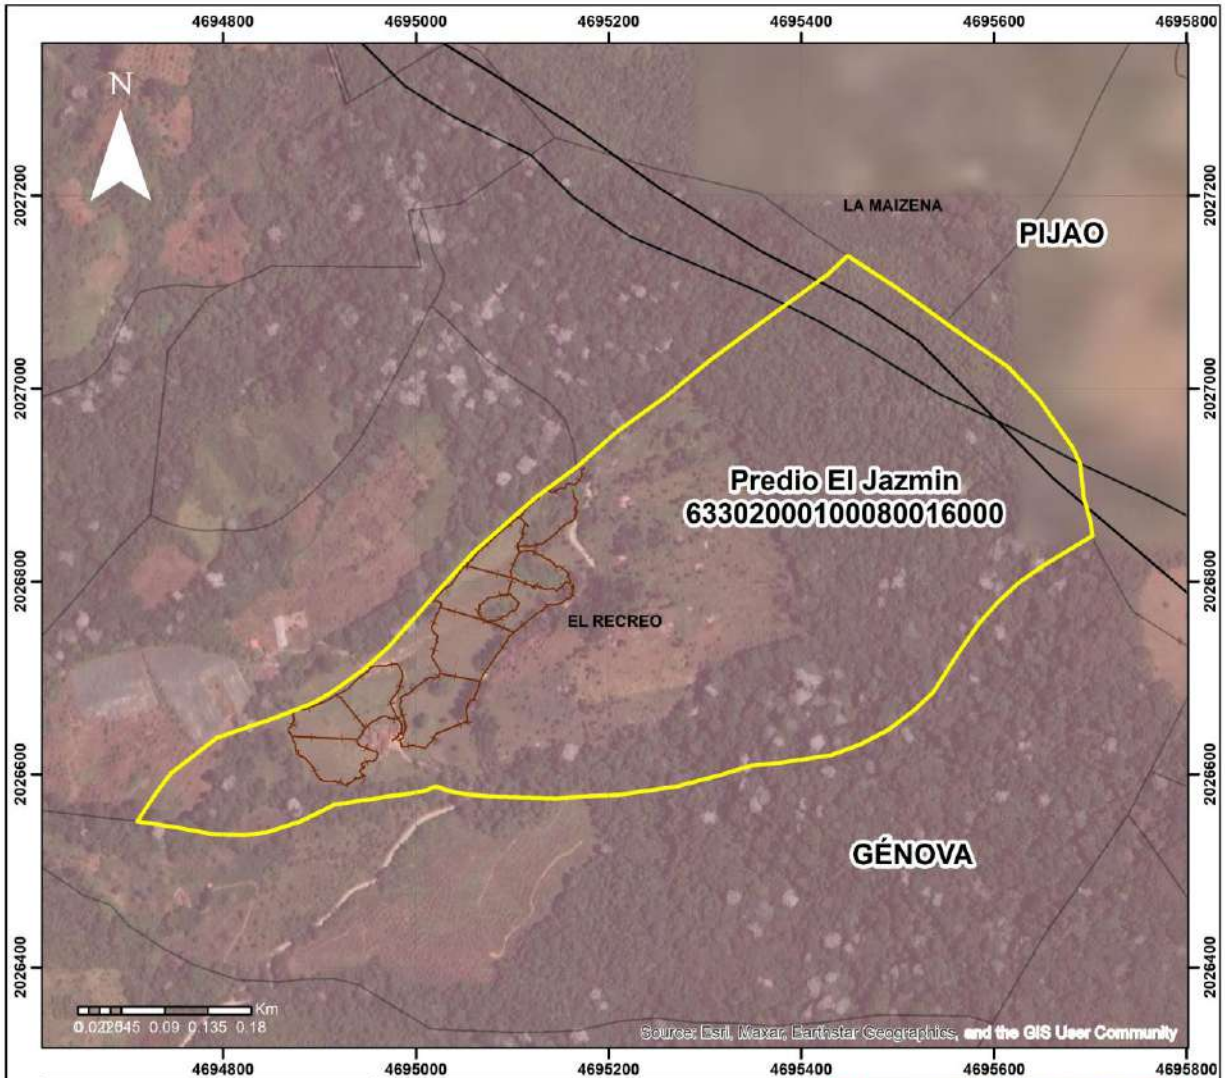 4694800 4695000 4695200 4695400 4695600 4695800
N
2027200 2027200
LA MAIZENA
PIJAO
2027000 2027000
Predio El Jazmin
63302000100080016000
2026800 2026800
EL RECREO
2026600 2026600
GÉNOVA
2026400 2026400
Km
0.09 0.135 0.18
Source: Esri, Maxar, Earthstar Geographics, and the GIS User Community
4694800 4695000 4695200 4695400 4695600 4695800